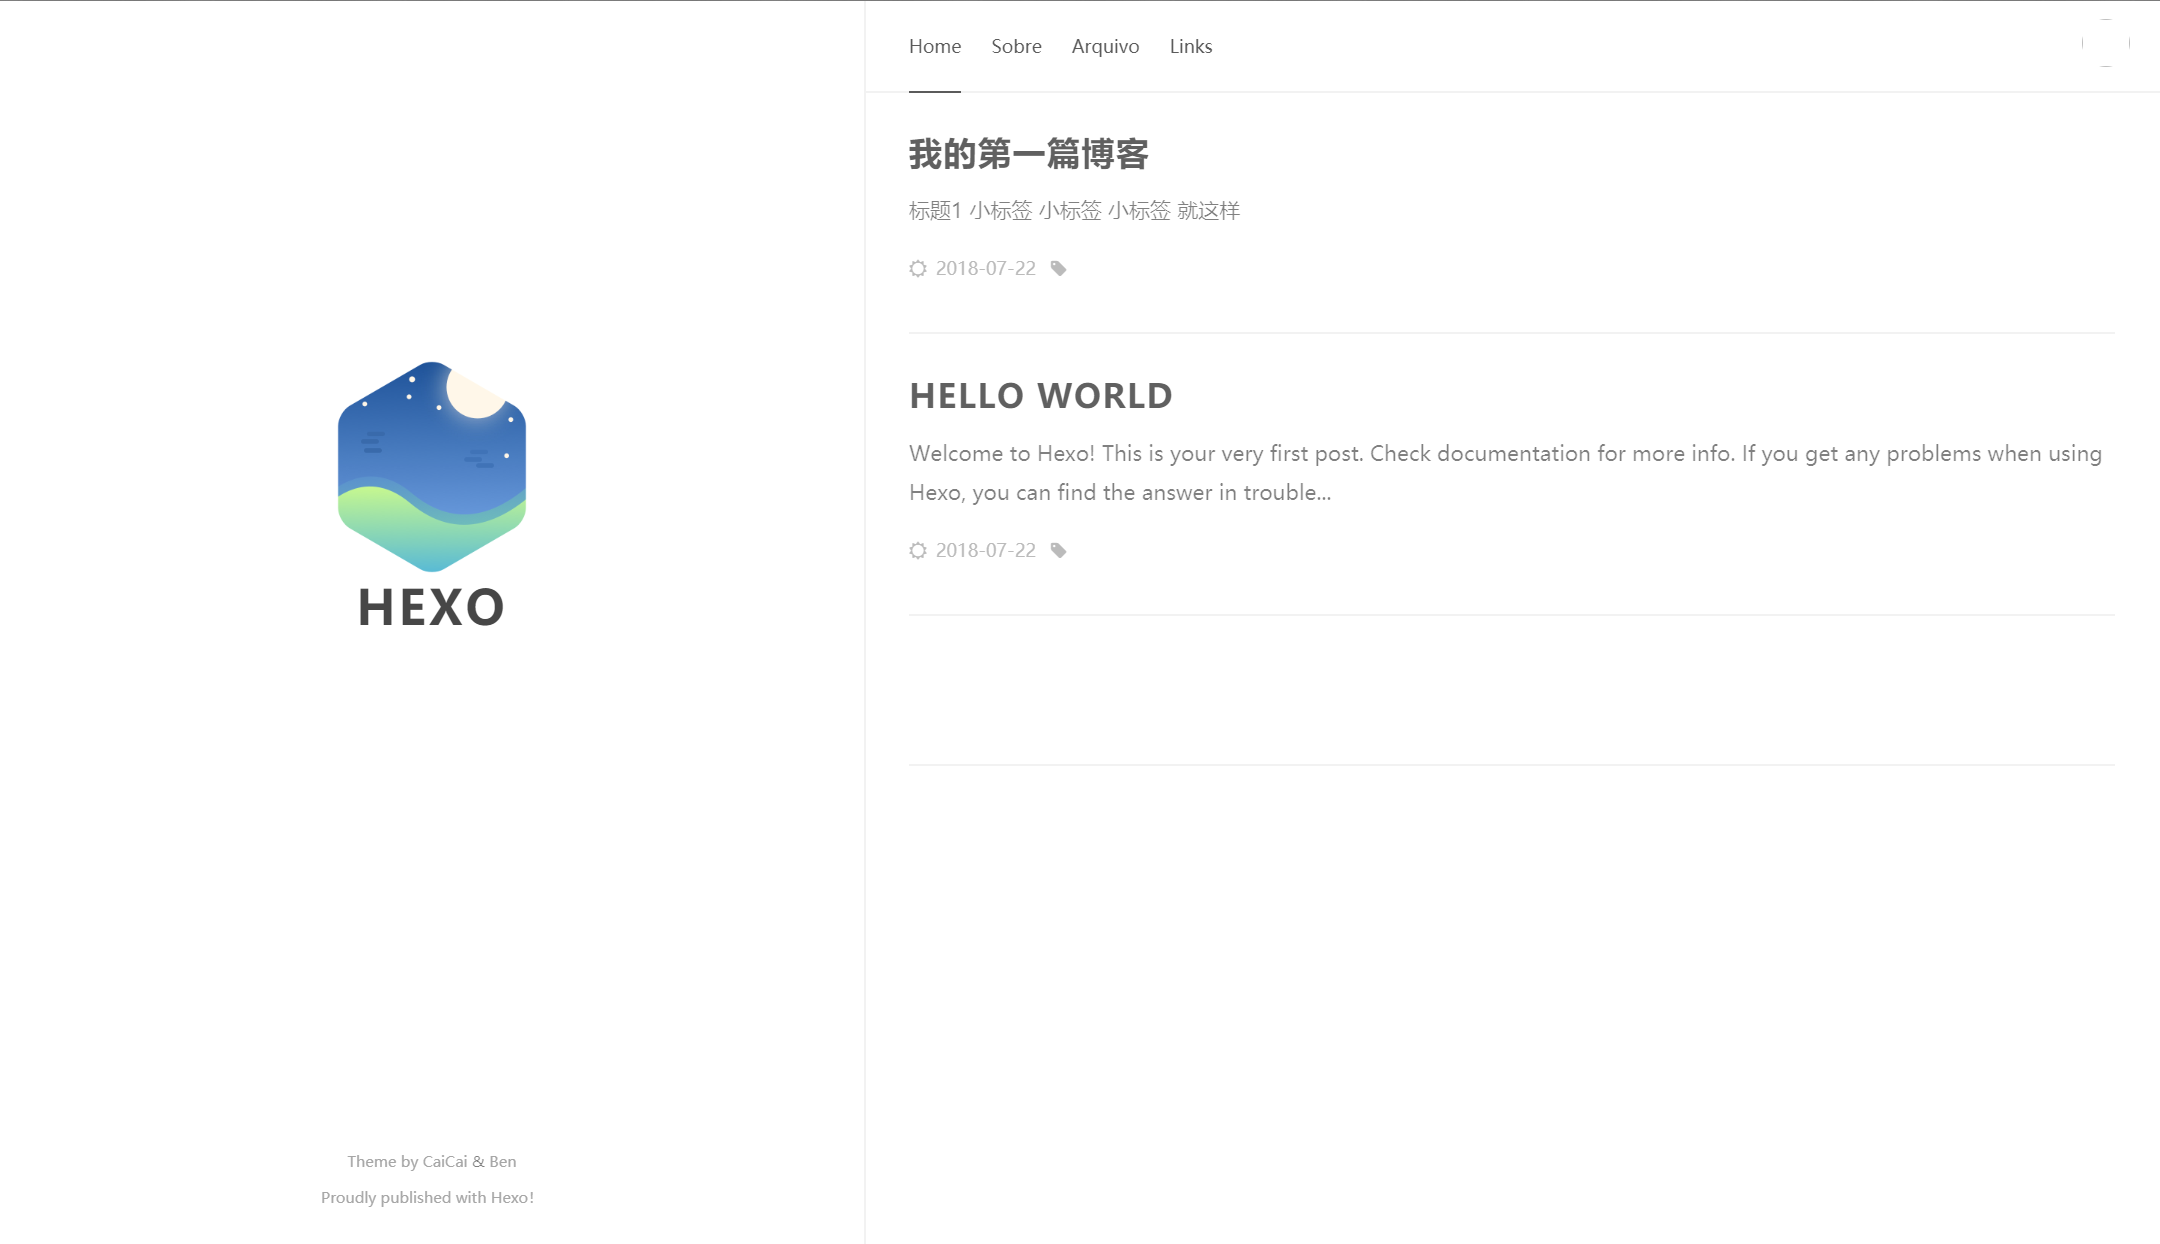 HEXO
Theme by CaiCai & Ben
Proudly published with Hexo!
Home Sobre Arquivo Links
我的第一篇博客
标题1 小标签 小标签 小标签 就这样
2018-07-22
HELLO WORLD
Welcome to Hexo! This is your very first post. Check documentation for more info. If you get any problems when using
Hexo, you can find the answer in trouble...
2018-07-22